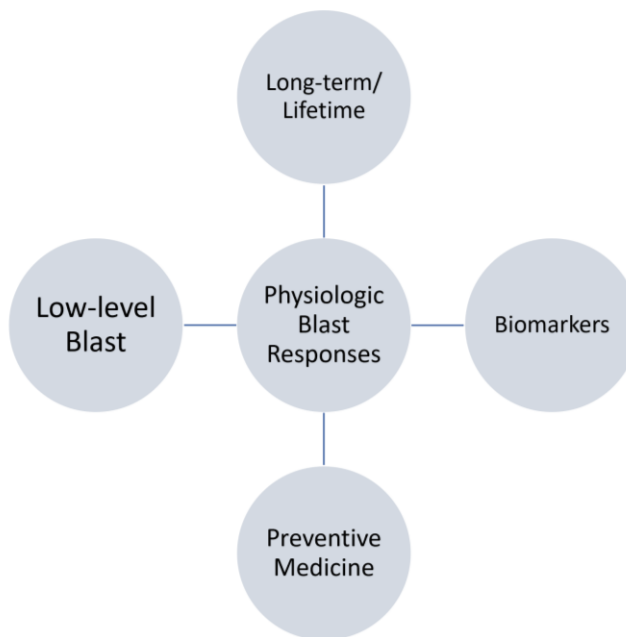 Long-term/
Lifetime
Low-level
Blast
Physiologic
Blast
Responses
Biomarkers
Preventive
Medicine